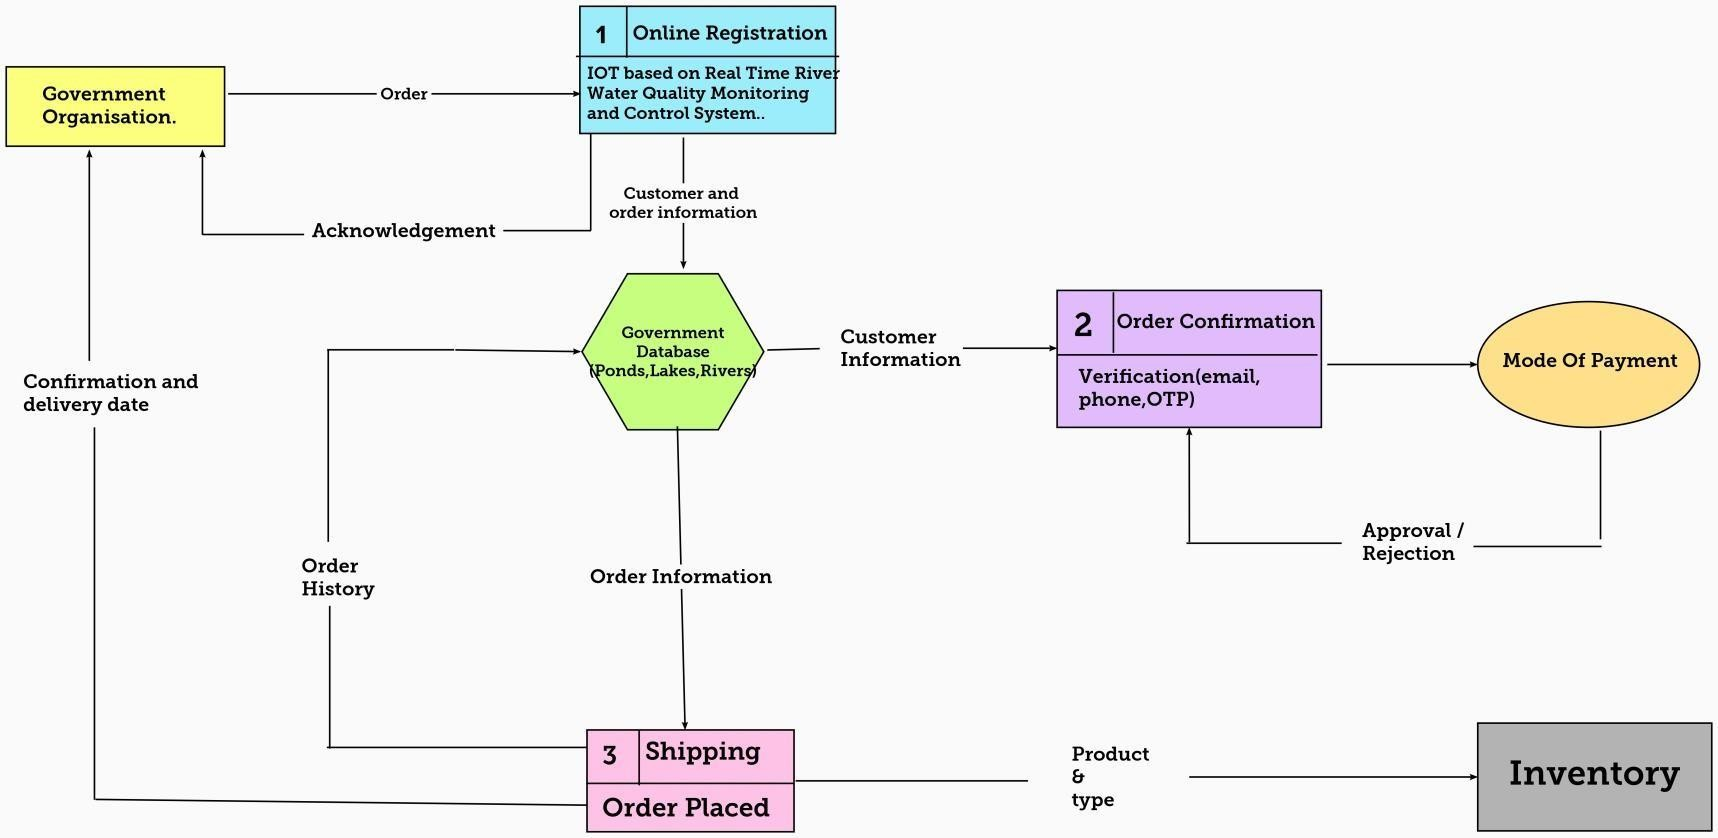 1
Online Registration
IOT based on Real Time River
Water Quality Monitoring
and Control System..
Government
Organisation.
Order
Customer and
order information
Acknowledgement
Government
Database
(Ponds,Lakes,Rivers)
Customer
Information
2
Order Confirmation
Verification(email,
phone,OTP)
Mode Of Payment
Confirmation and
delivery date
Approval /
Rejection
Order
History
Order Information
3
Shipping
Order Placed
Product
&
type
Inventory